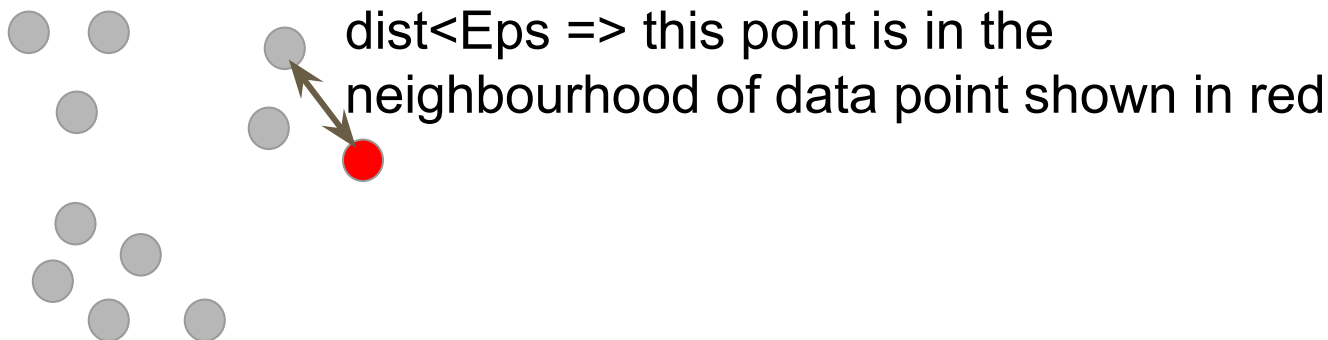 dist<Eps => this point is in the
neighbourhood of data point shown in red